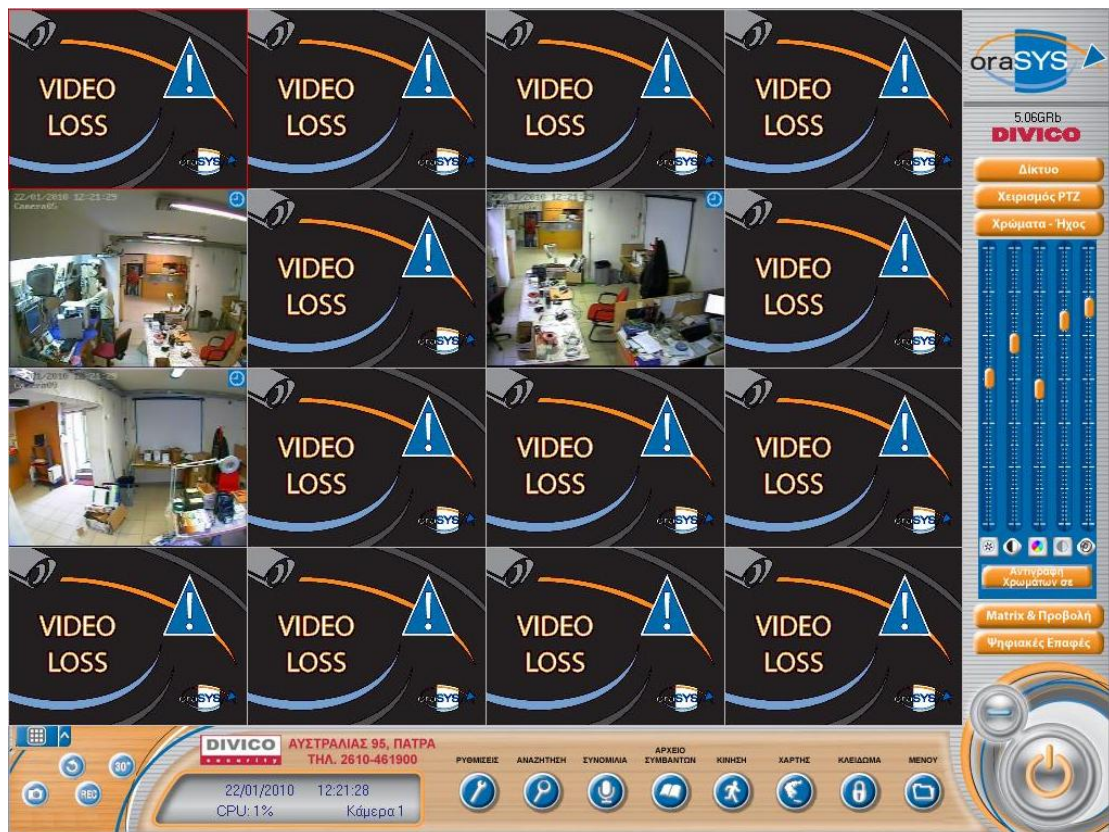 VIDEO
LOSS
oraSYS
VIDEO
LOSS
oraSYS
VIDEO
LOSS
oraSYS
VIDEO
LOSS
oraSYS
22/01/2010 12:21:29
Camera05
VIDEO
LOSS
oraSYS
VIDEO
LOSS
oraSYS
Camera09
VIDEO
LOSS
oraSYS
VIDEO
LOSS
oraSYS
VIDEO
LOSS
oraSYS
VIDEO
LOSS
oraSYS
VIDEO
LOSS
oraSYS
VIDEO
LOSS
oraSYS
VIDEO
LOSS
oraSYS
oraSYS
5.06GRb
DIVICO
Δίκτυο
Χειρισμός PTZ
Χρώματα - Ήχος
Αντιγραφή
Χρωμάτων σε
Matrix & Προβολή
Ψηφιακές Επαφές
30"
REC
DIVICO
security
ΑΥΣΤΡΑΛΙΑΣ 95, ΠΑΤΡΑ
ΤΗΛ. 2610-461900
22/01/2010 12:21:28
CPU: 1% Κάμερα 1
ΡΥΘΜΙΣΕΙΣ
ΑΝΑΖΗΤΗΣΗ
ΣΥΝΟΜΙΛΙΑ
ΑΡΧΕΙΟ
ΣΥΜΒΑΝΤΩΝ
ΚΙΝΗΣΗ
ΧΑΡΤΗΣ
ΚΛΕΙΔΩΜΑ
ΜΕΝΟΥ